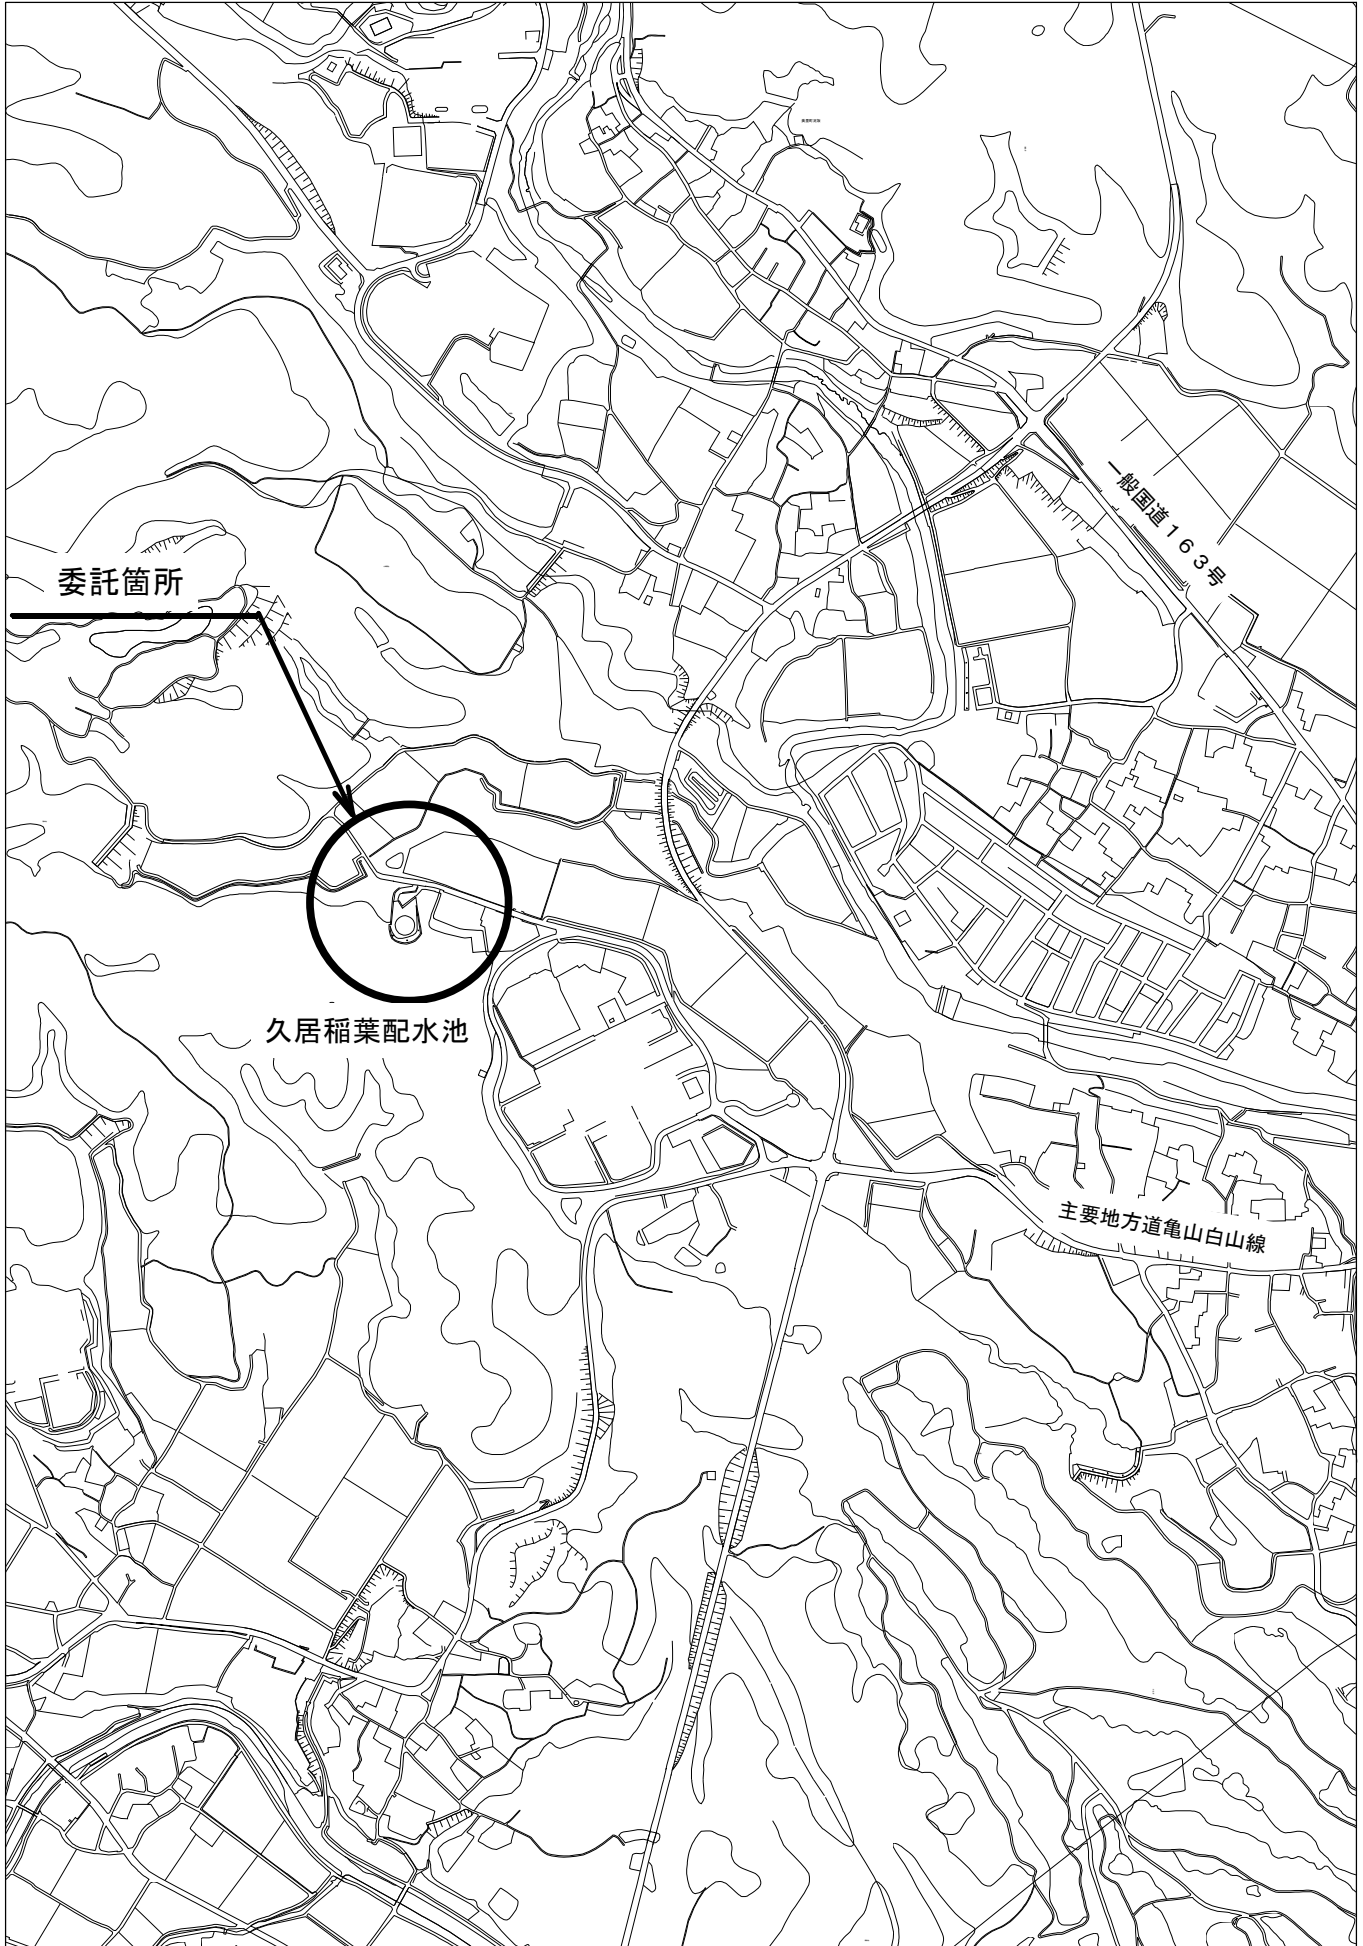 一般国道１６３号
委託箇所
久居稲葉配水池
主要地方道亀山白山線